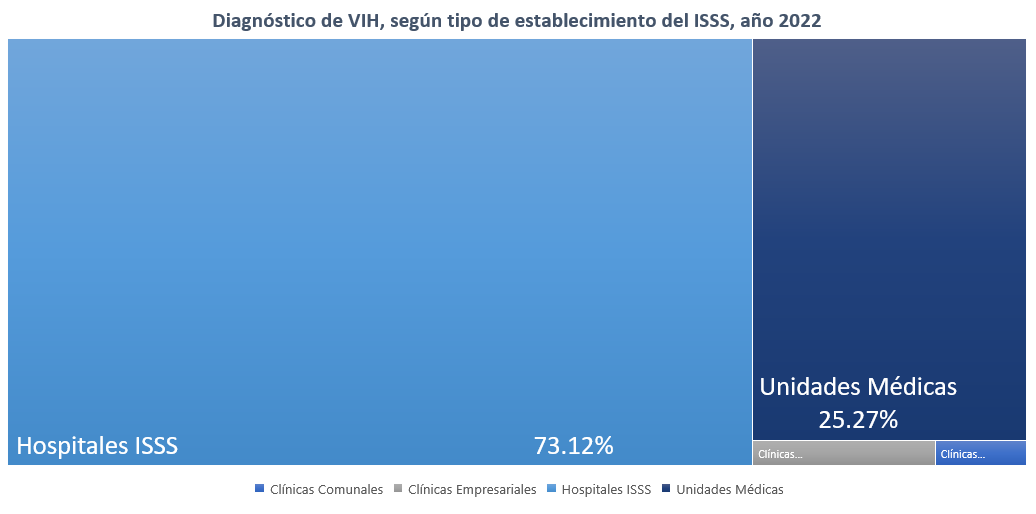 Diagnóstico de VIH, según tipo de establecimiento del ISSS, año 2022
Unidades Médicas
25.27%
Hospitales ISSS 73.12%
Clínicas... Clínicas...
Clínicas Comunales Clínicas Empresariales Hospitales ISSS Unidades Médicas